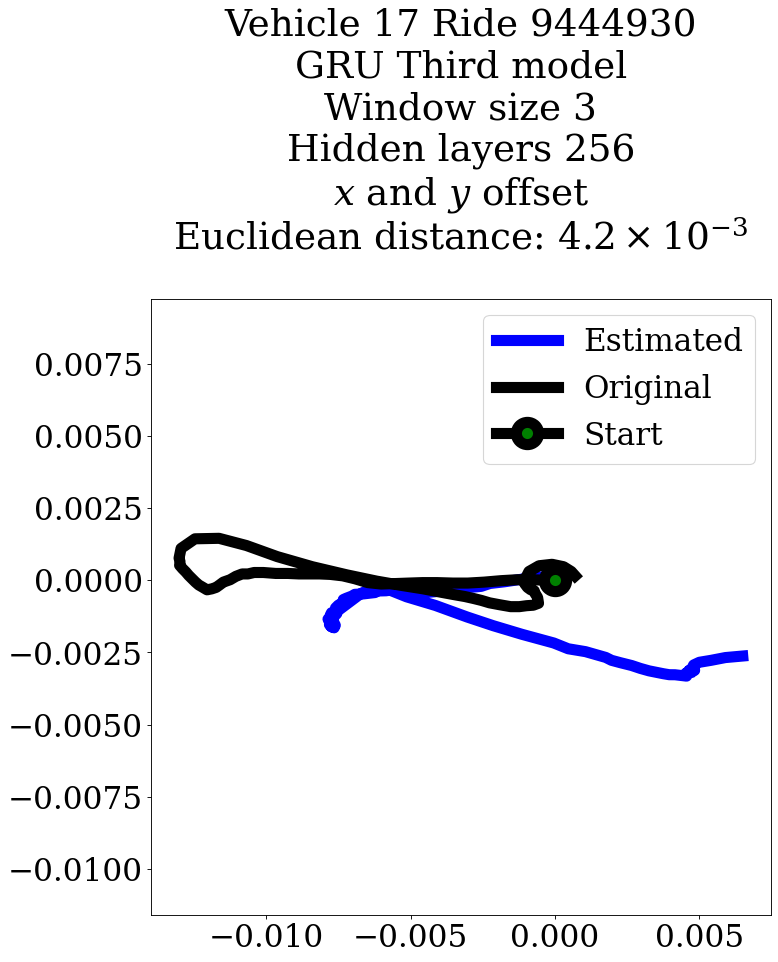 Vehicle 17 Ride 9444930
GRU Third model
Window size 3
Hidden layers 256
x and y offset
Euclidean distance: 4.2 × 10⁻³
Estimated
Original
Start
0.0075
0.0050
0.0025
0.0000
−0.0025
−0.0050
−0.0075
−0.0100
−0.010 −0.005 0.000 0.005